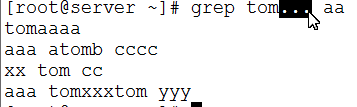 [root@server ~]# grep tom... aa
tomaaaa
aaa atomb cccc
xx tom cc
aaa tomxxxtom yyy